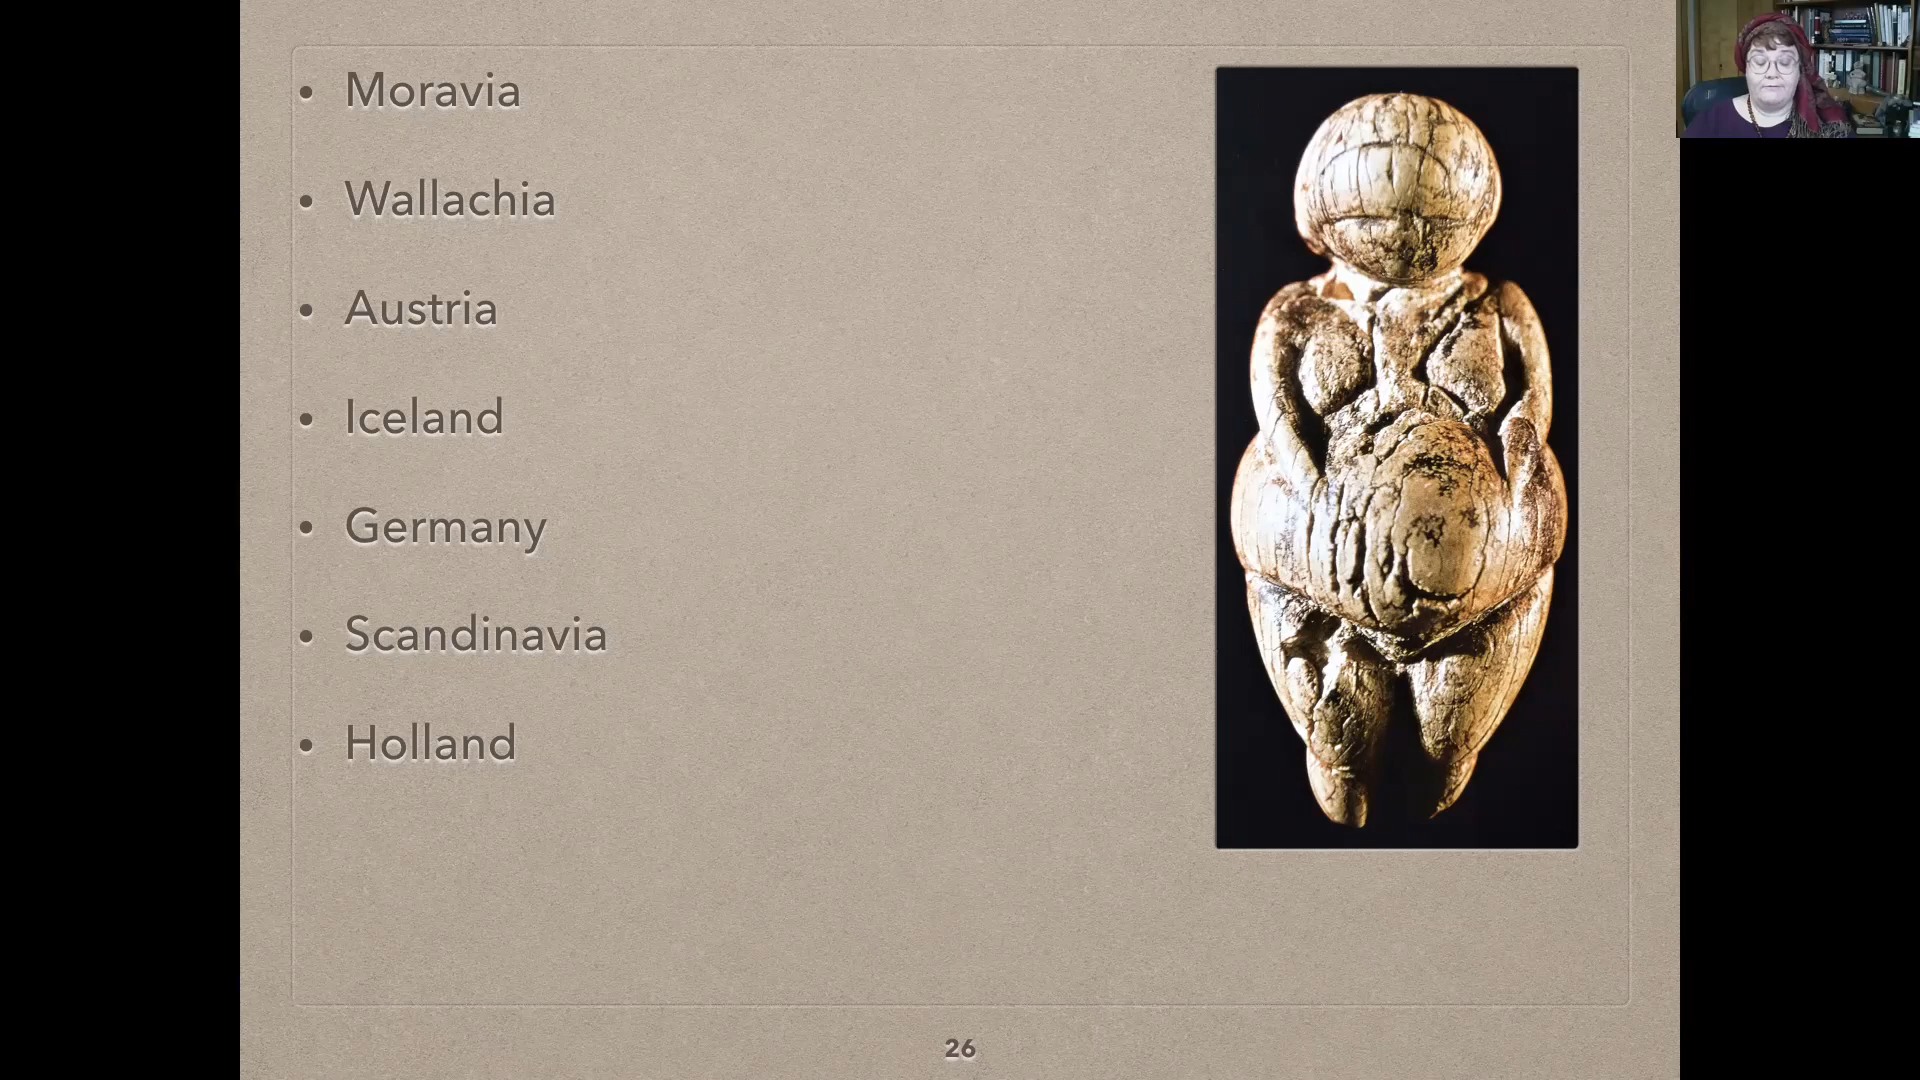 • Moravia
• Wallachia
• Austria
• Iceland
• Germany
• Scandinavia
• Holland
26